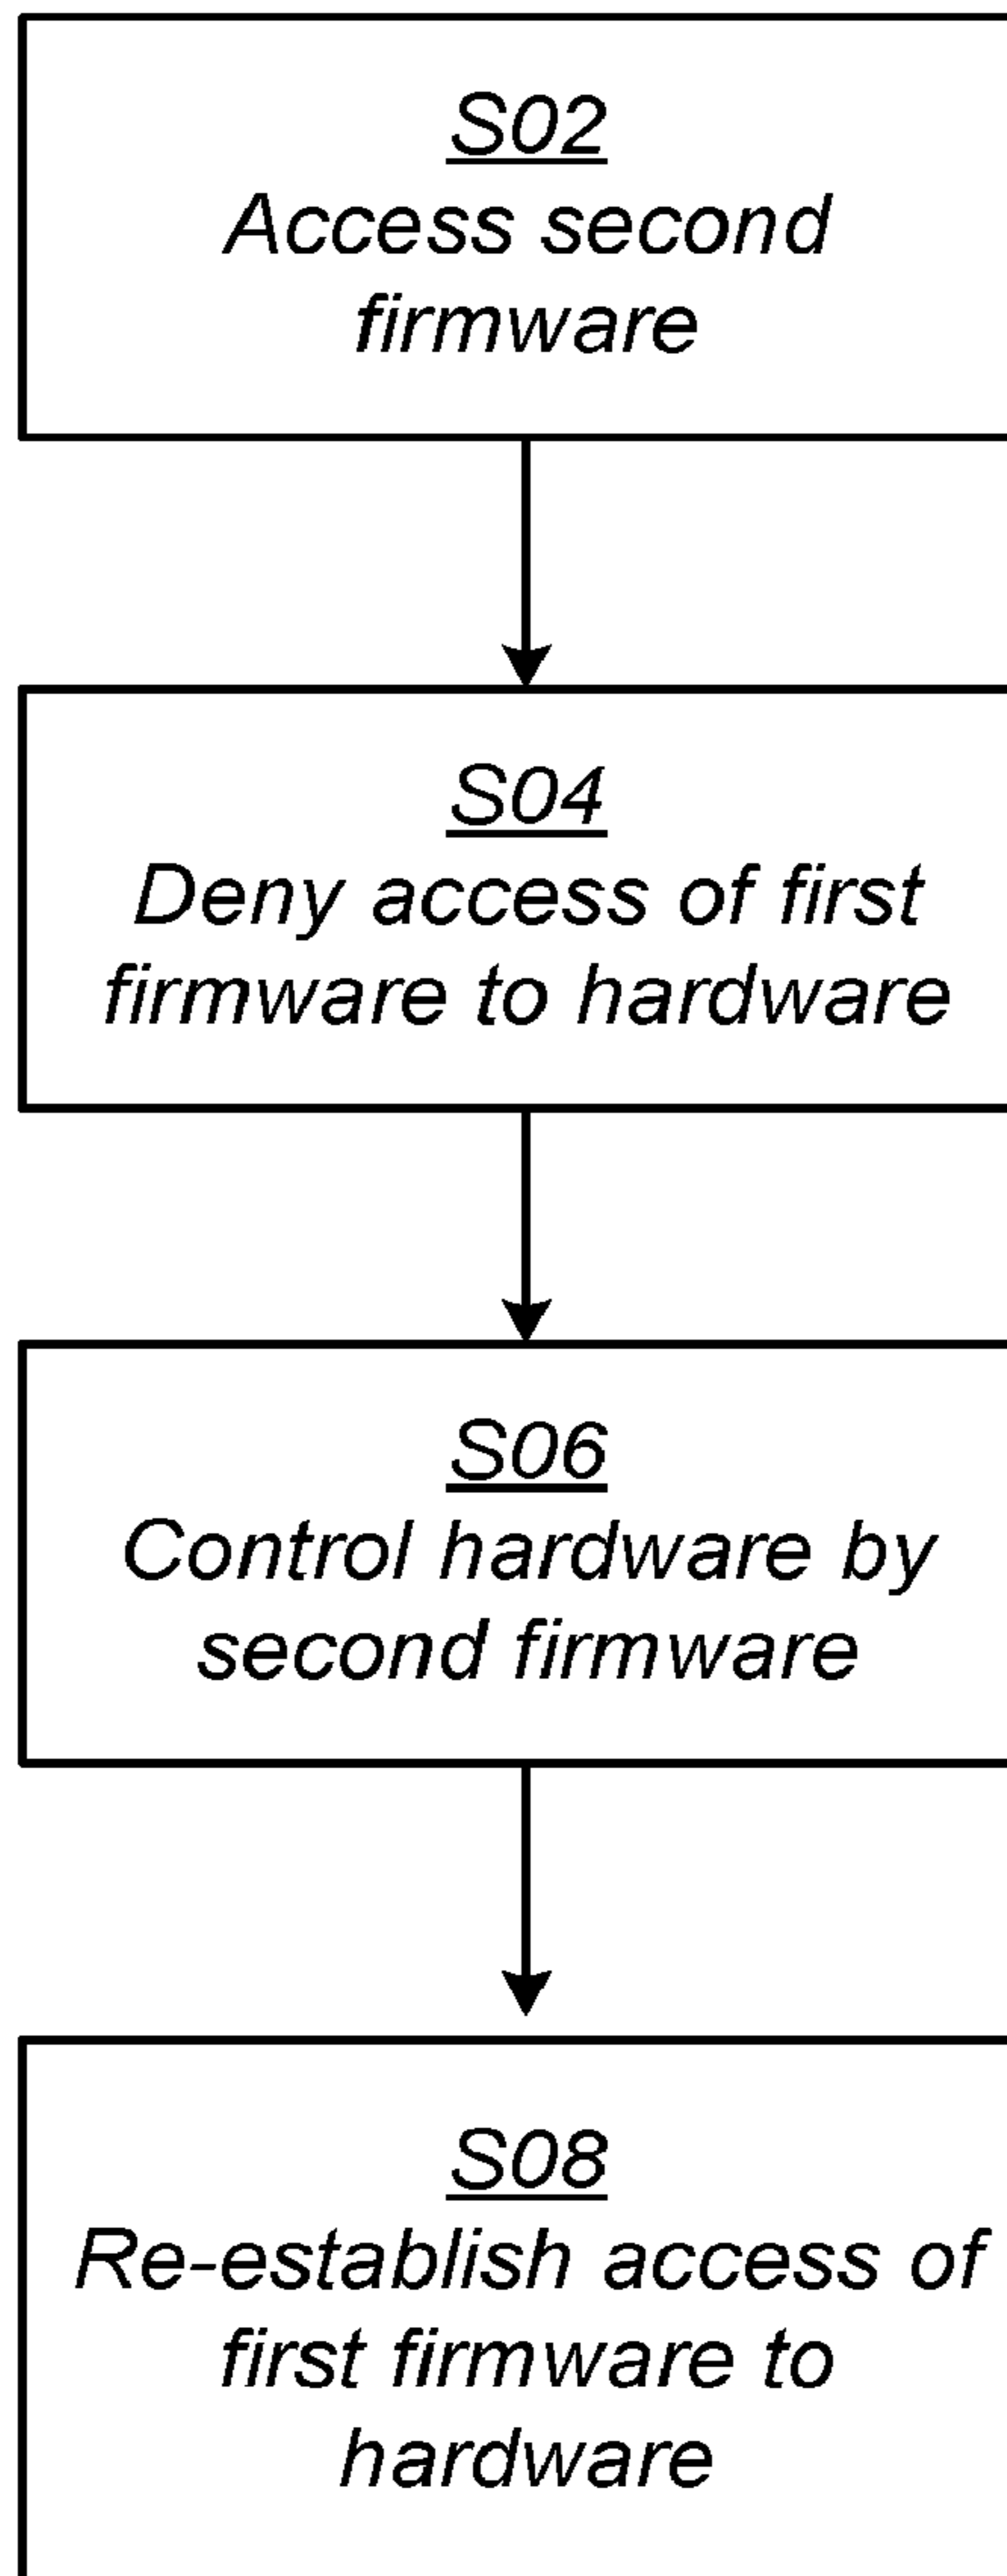 S02
Access second
firmware
S04
Deny access of first
firmware to hardware
S06
Control hardware by
second firmware
S08
Re-establish access of
first firmware to
hardware